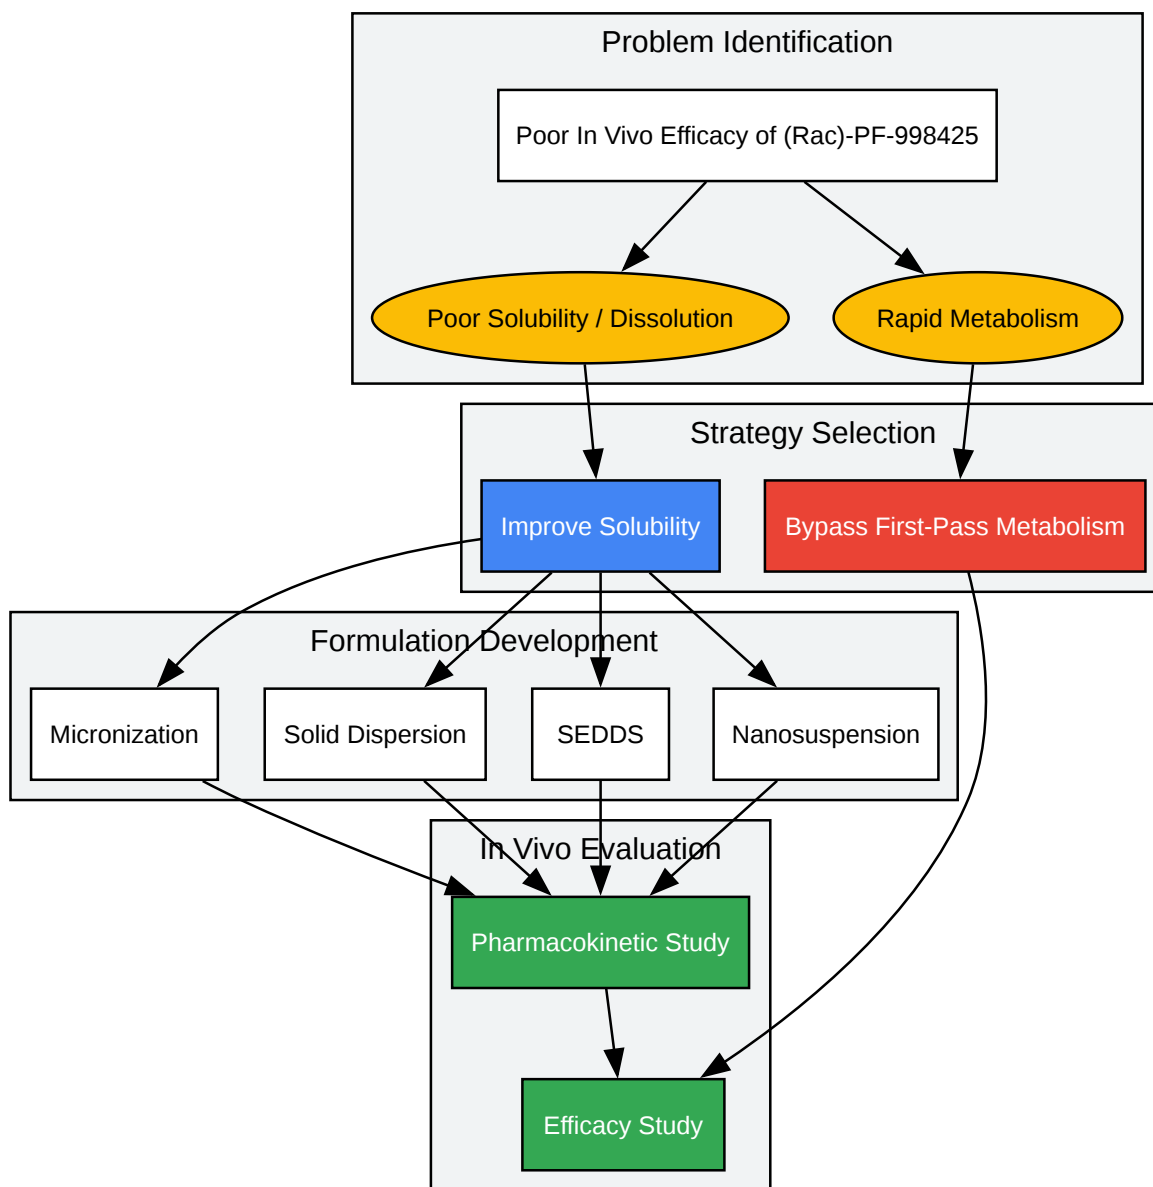 Problem Identification
Poor In Vivo Efficacy of (Rac)-PF-998425
Poor Solubility / Dissolution
Rapid Metabolism
Strategy Selection
Improve Solubility
Bypass First-Pass Metabolism
Formulation Development
Micronization
Solid Dispersion
SEDDS
Nanosuspension
In Vivo Evaluation
Pharmacokinetic Study
Efficacy Study